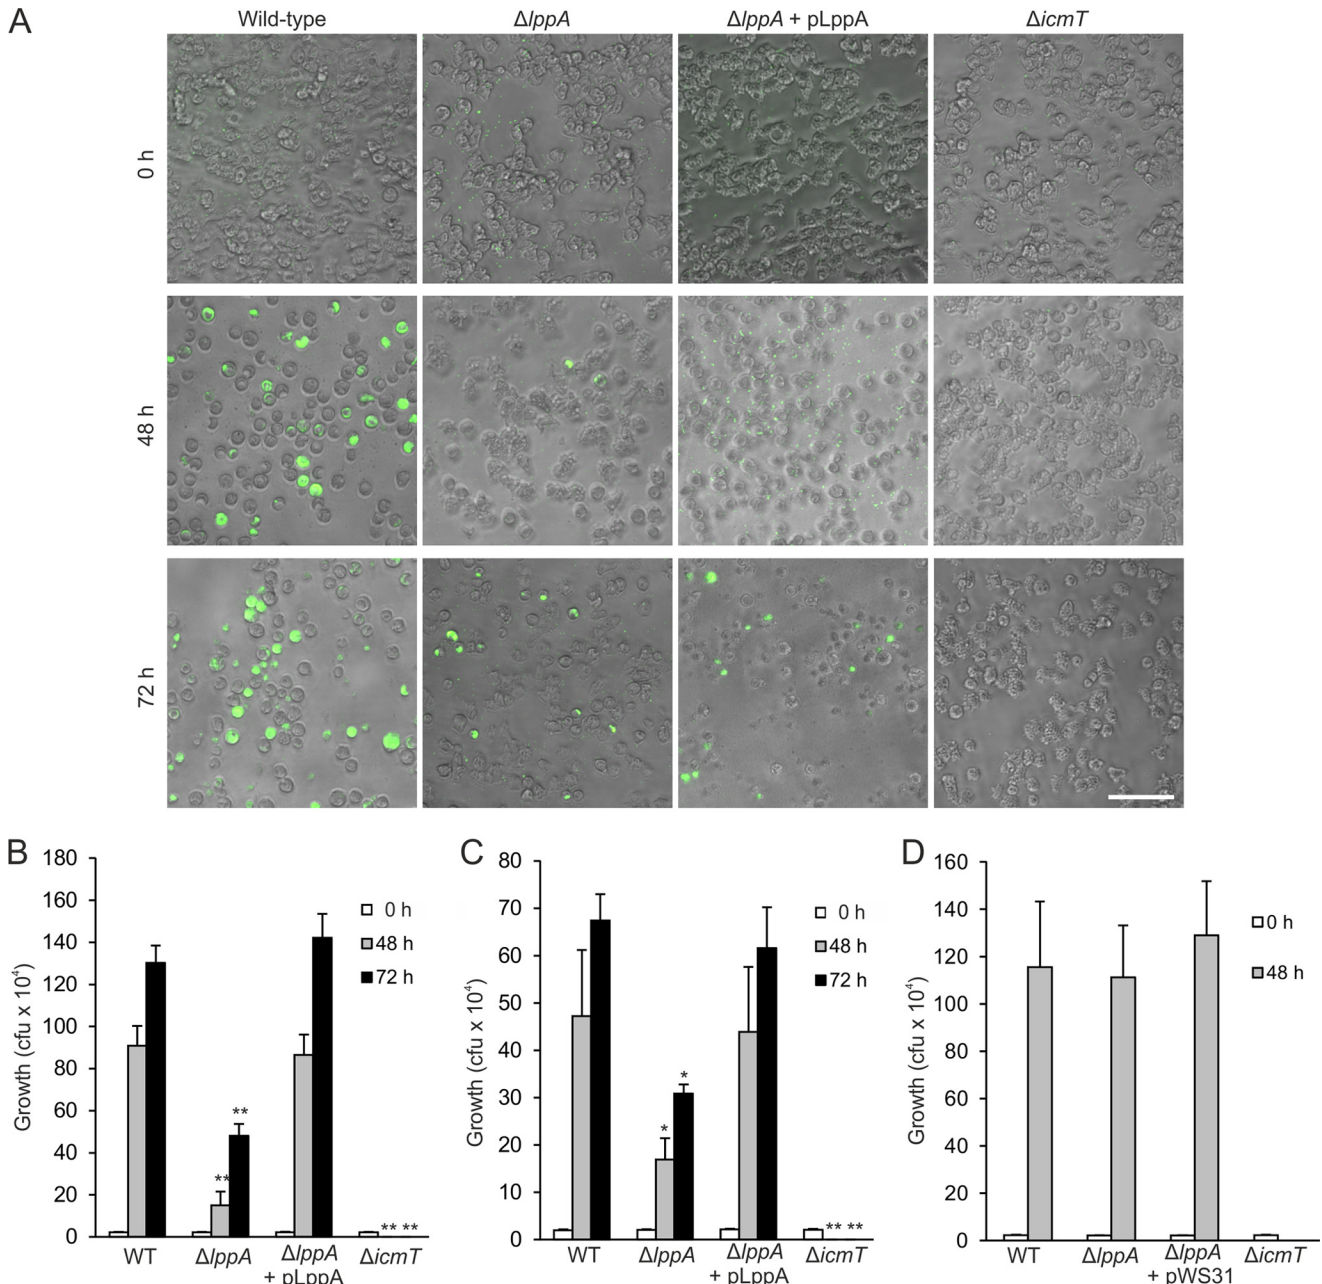 A
Wild-type
ΔlppA
ΔlppA + pLppA
ΔicmT
0 h
48 h
72 h
B
Growth (cfu x 10⁴)
180
160
140
120
100
80
60
40
20
0
0 h
48 h
72 h
**
**
** **
WT
ΔlppA
ΔlppA
+ pLppA
ΔicmT
C
Growth (cfu x 10⁴)
80
70
60
50
40
30
20
10
0
0 h
48 h
72 h
*
*
** **
WT
ΔlppA
ΔlppA
+ pLppA
ΔicmT
D
Growth (cfu x 10⁴)
160
140
120
100
80
60
40
20
0
0 h
48 h
WT
ΔlppA
ΔlppA
+ pWS31
ΔicmT